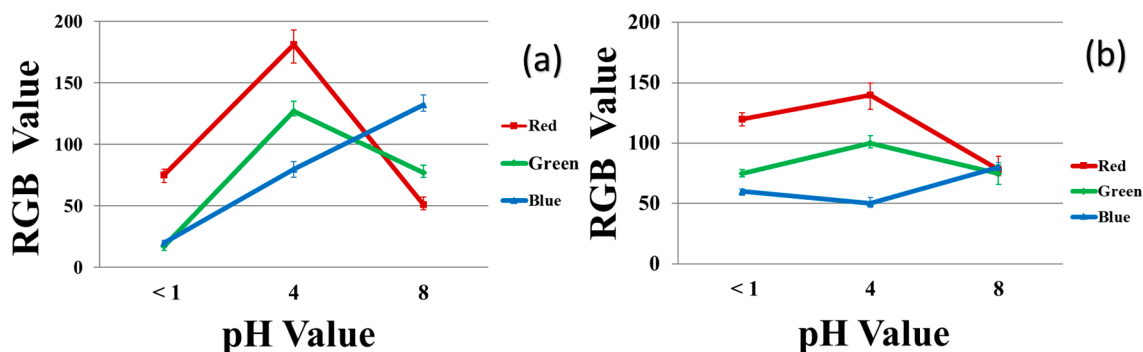 (a)
RGB Value
200
150
100
50
0
< 1
4
8
pH Value
Red
Green
Blue
(b)
RGB Value
200
150
100
50
0
< 1
4
8
pH Value
Red
Green
Blue